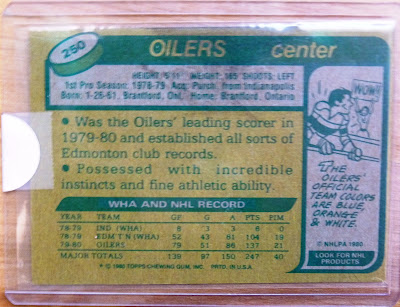 250
OILERS center
HEIGHT: 5'11 WEIGHT: 165 SHOOTS: LEFT
1st Pro Season: 1978-79 Acq: Purch. from Indianapolis
Born: 1-26-61, Brantford, Ont. Home: Brantford, Ontario
• Was the Oilers' leading scorer in
1979-80 and established all sorts of
Edmonton club records.
• Possessed with incredible
instincts and fine athletic ability.
WHA AND NHL RECORD
YEAR TEAM GP G A PTS PIM
78-79 IND (WHA) 8 3 3 6 0
78-79 EDM'T'N (WHA) 52 43 61 104 19
79-80 OILERS 79 51 86 137 21
MAJOR TOTALS 139 97 150 247 40
© 1980 TOPPS CHEWING GUM, INC. PRTD. IN U.S.A.
WOW!
THE
OILERS'
OFFICIAL
TEAM COLORS
ARE BLUE,
ORANGE
& WHITE.
© NHLPA 1980
LOOK FOR NHL
PRODUCTS